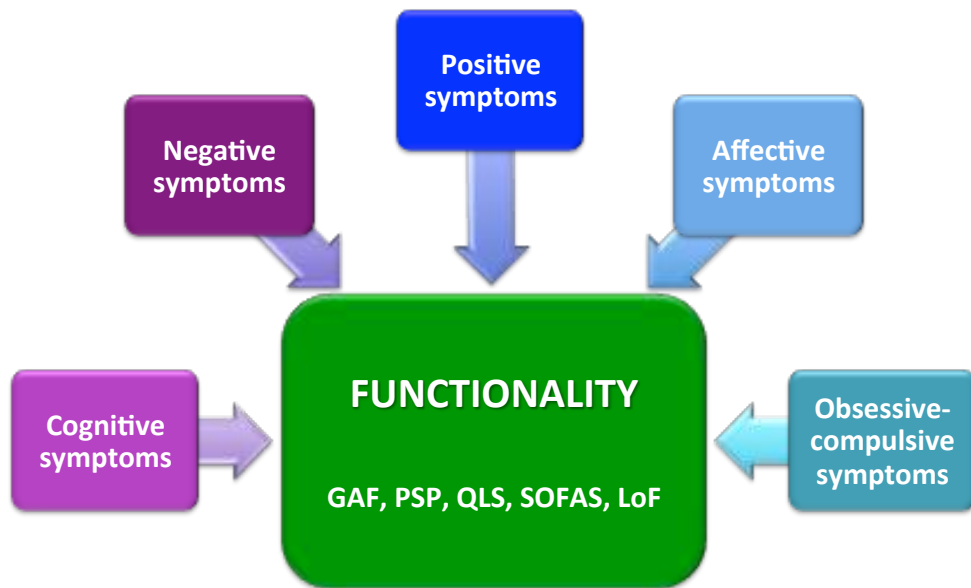 Positive
symptoms
Negative
symptoms
Affective
symptoms
Cognitive
symptoms
FUNCTIONALITY
GAF, PSP, QLS, SOFAS, LoF
Obsessive-
compulsive
symptoms